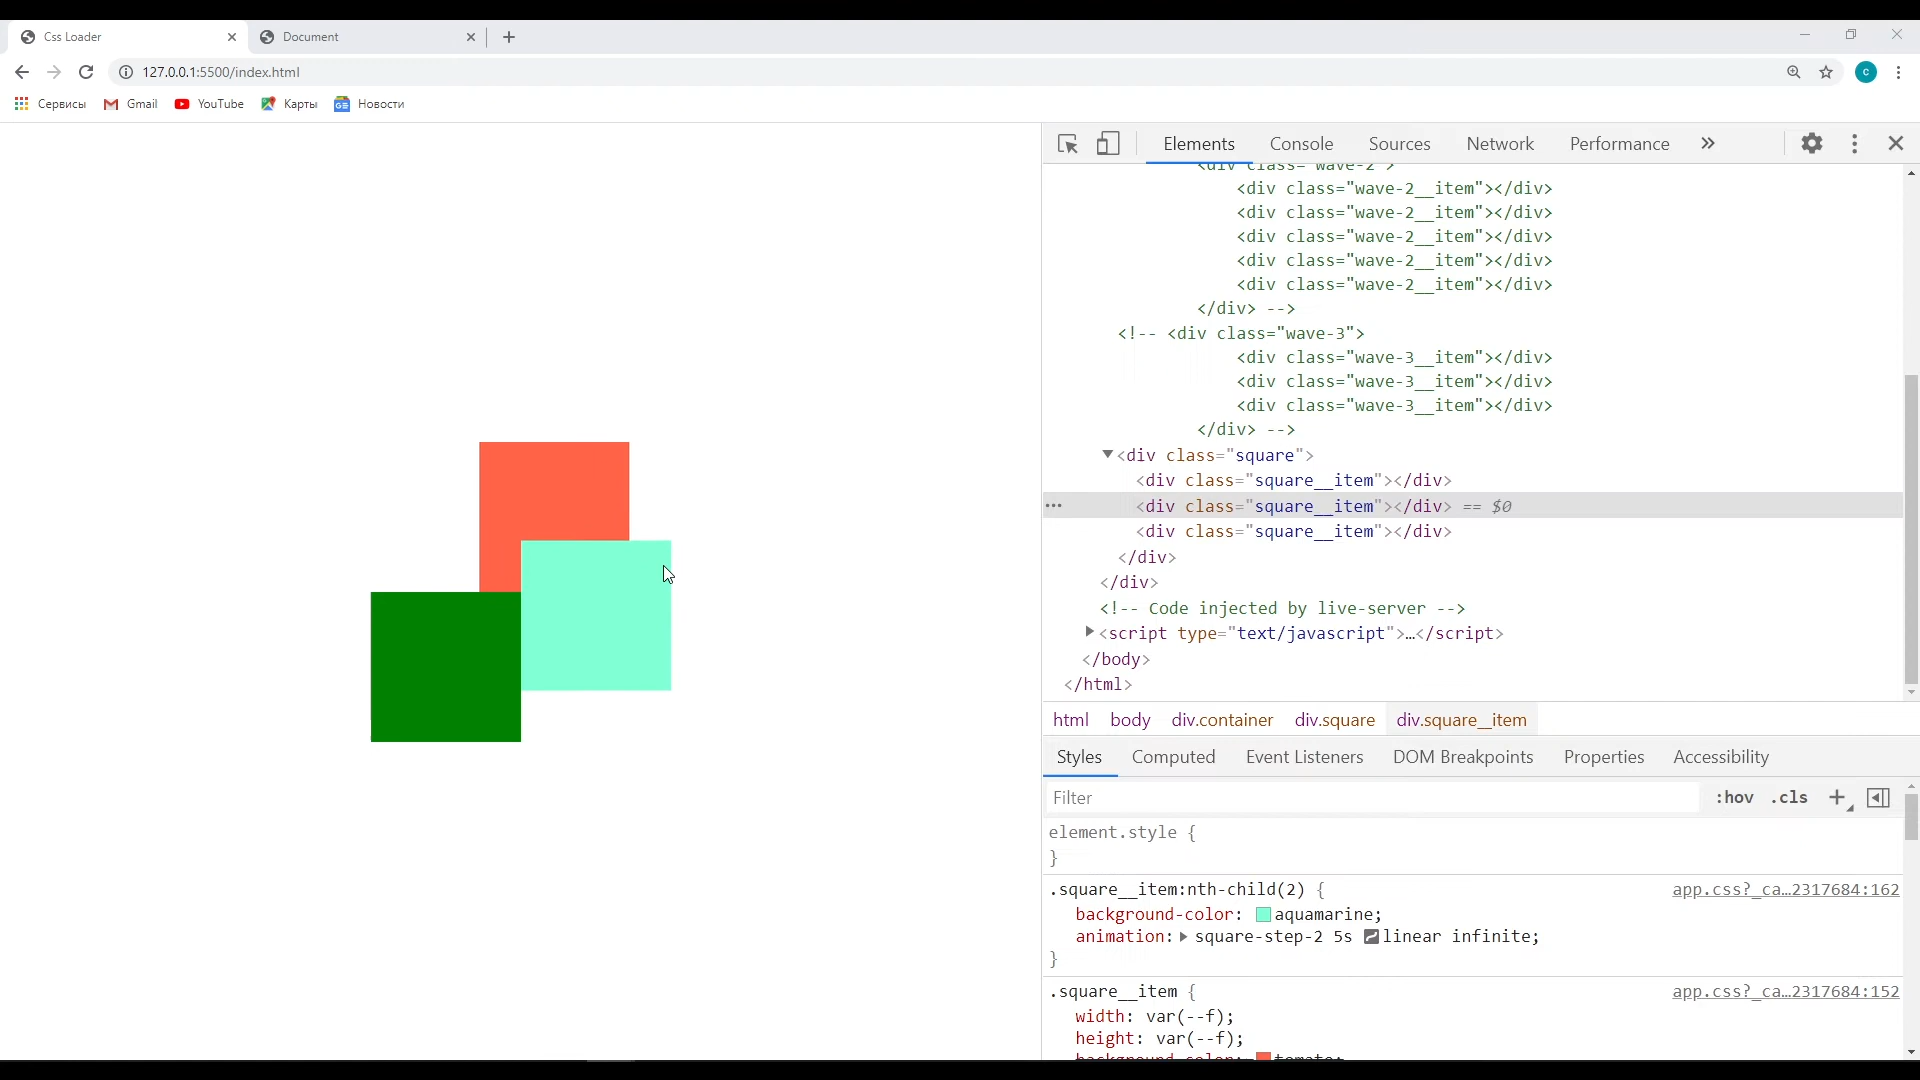 Css Loader
Document
127.0.0.1:5500/index.html
c
Сервисы
Gmail
YouTube
Карты
Новости
Elements
Console
Sources
Network
Performance
<div class="wave-2">
<div class="wave-2__item"></div>
<div class="wave-2__item"></div>
<div class="wave-2__item"></div>
<div class="wave-2__item"></div>
<div class="wave-2__item"></div>
</div> -->
<!-- <div class="wave-3">
<div class="wave-3__item"></div>
<div class="wave-3__item"></div>
<div class="wave-3__item"></div>
</div> -->
<div class="square">
<div class="square__item"></div>
<div class="square__item"></div> == $0
<div class="square__item"></div>
</div>
</div>
<!-- Code injected by live-server -->
<script type="text/javascript">…</script>
</body>
</html>
html body div.container div.square div.square__item
Styles Computed Event Listeners DOM Breakpoints Properties Accessibility
Filter
:hov .cls
element.style {
}
.square__item:nth-child(2) {
app.css?_ca…2317684:162
background-color: aquamarine;
animation: square-step-2 5s linear infinite;
}
.square__item {
app.css?_ca…2317684:152
width: var(--f);
height: var(--f);
background-color: tomato;